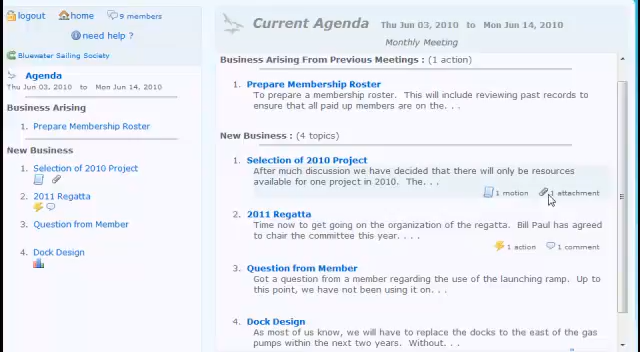 logout home 9 members
need help ?
Bluewater Sailing Society
Agenda
Thu Jun 03, 2010 to Mon Jun 14, 2010
Business Arising
1. Prepare Membership Roster
New Business
1. Selection of 2010 Project
2. 2011 Regatta
3. Question from Member
4. Dock Design
Current Agenda Thu Jun 03, 2010 to Mon Jun 14, 2010
Monthly Meeting
Business Arising From Previous Meetings : (1 action)
1. Prepare Membership Roster
To prepare a membership roster. This will include reviewing past records to
ensure that all paid up members are on the. . .
New Business : (4 topics)
1. Selection of 2010 Project
After much discussion we have decided that there will only be resources
available for one project in 2010. The. . .
1 motion 1 attachment
2. 2011 Regatta
Time now to get going on the organization of the regatta. Bill Paul has agreed
to chair the committee this year. . . .
1 action 1 comment
3. Question from Member
Got a question from a member regarding the use of the launching ramp. Up to
this point, we have not been using it on. . .
4. Dock Design
As most of us know, we will have to replace the docks to the east of the gas
pumps within the next two years. Without. . .